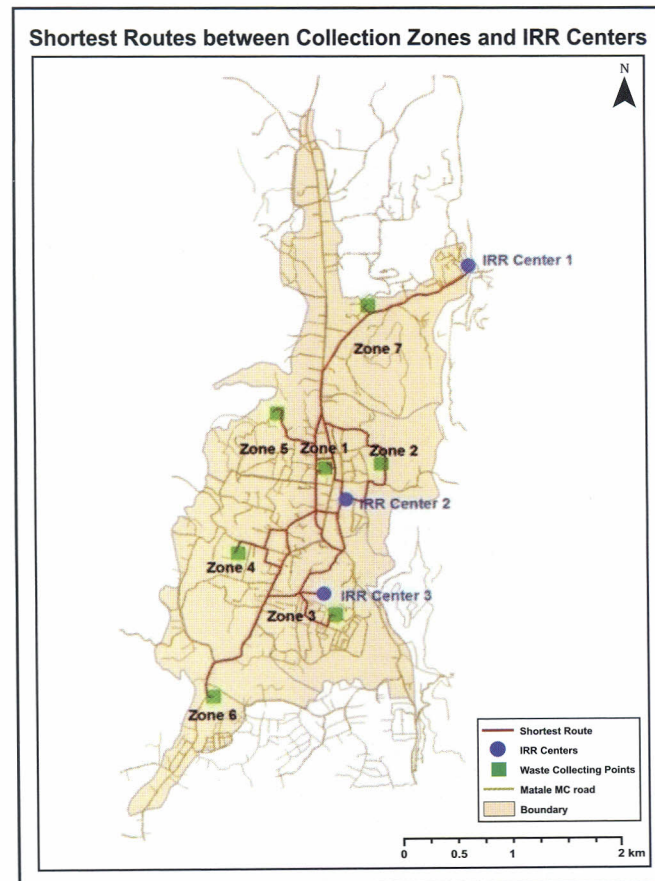 Shortest Routes between Collection Zones and IRR Centers
N
IRR Center 1
Zone 7
Zone 5
Zone 1
Zone 2
IRR Center 2
Zone 4
IRR Center 3
Zone 3
Zone 6
Shortest Route
IRR Centers
Waste Collecting Points
Matale MC road
Boundary
0 0.5 1 2 km